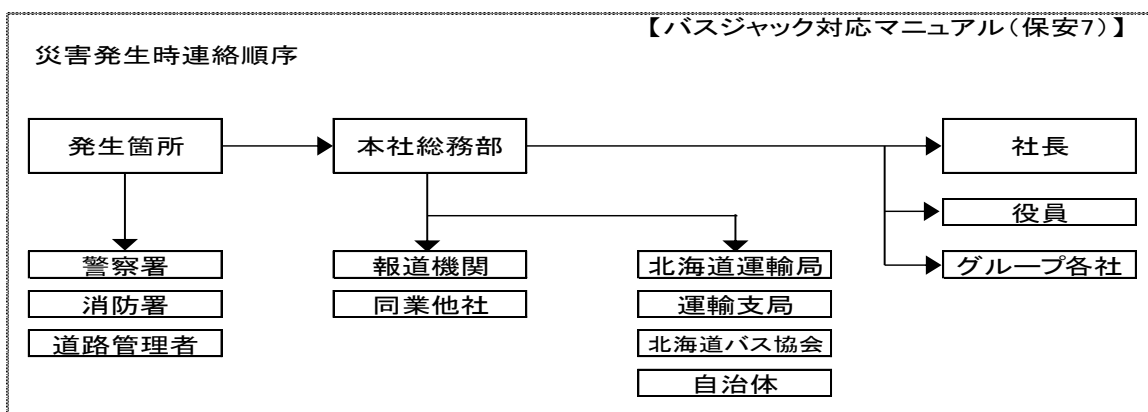 【バスジャック対応マニュアル（保安7）】
災害発生時連絡順序
発生箇所
本社総務部
社長
役員
グループ各社
警察署
消防署
道路管理者
報道機関
同業他社
北海道運輸局
運輸支局
北海道バス協会
自治体